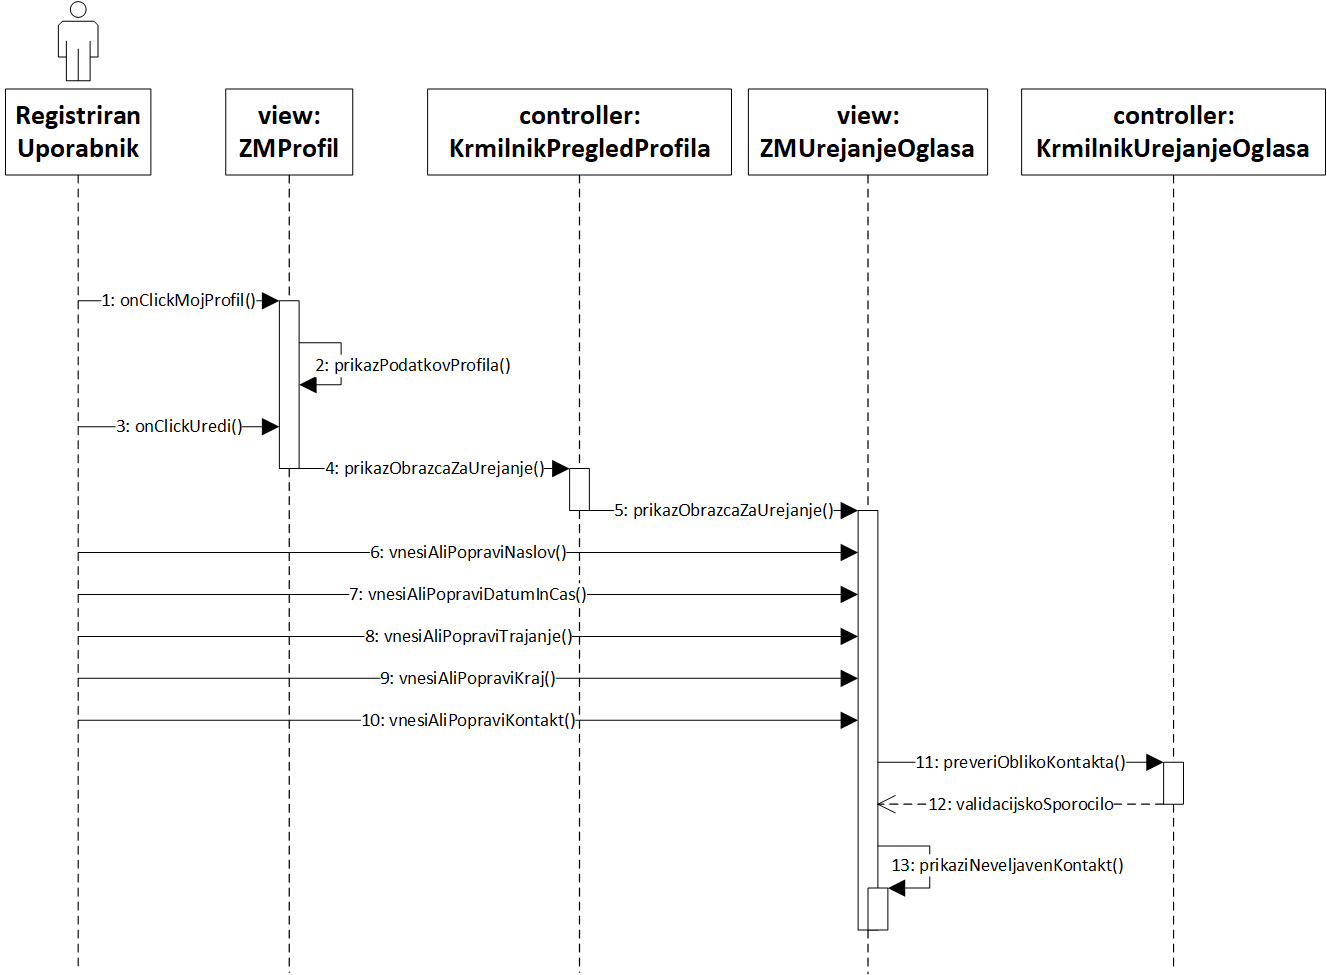 Registriran
Uporabnik
view:
ZMProfil
controller:
KrmilnikPregledProfila
view:
ZMUrejanjeOglasa
controller:
KrmilnikUrejanjeOglasa
1: onClickMojProfil()
2: prikazPodatkovProfila()
3: onClickUredi()
4: prikazObrazcaZaUrejanje()
5: prikazObrazcaZaUrejanje()
6: vnesiAliPopraviNaslov()
7: vnesiAliPopraviDatumInCas()
8: vnesiAliPopraviTrajanje()
9: vnesiAliPopraviKraj()
10: vnesiAliPopraviKontakt()
11: preveriOblikoKontakta()
12: validacijskoSporocilo
13: prikaziNeveljavenKontakt()